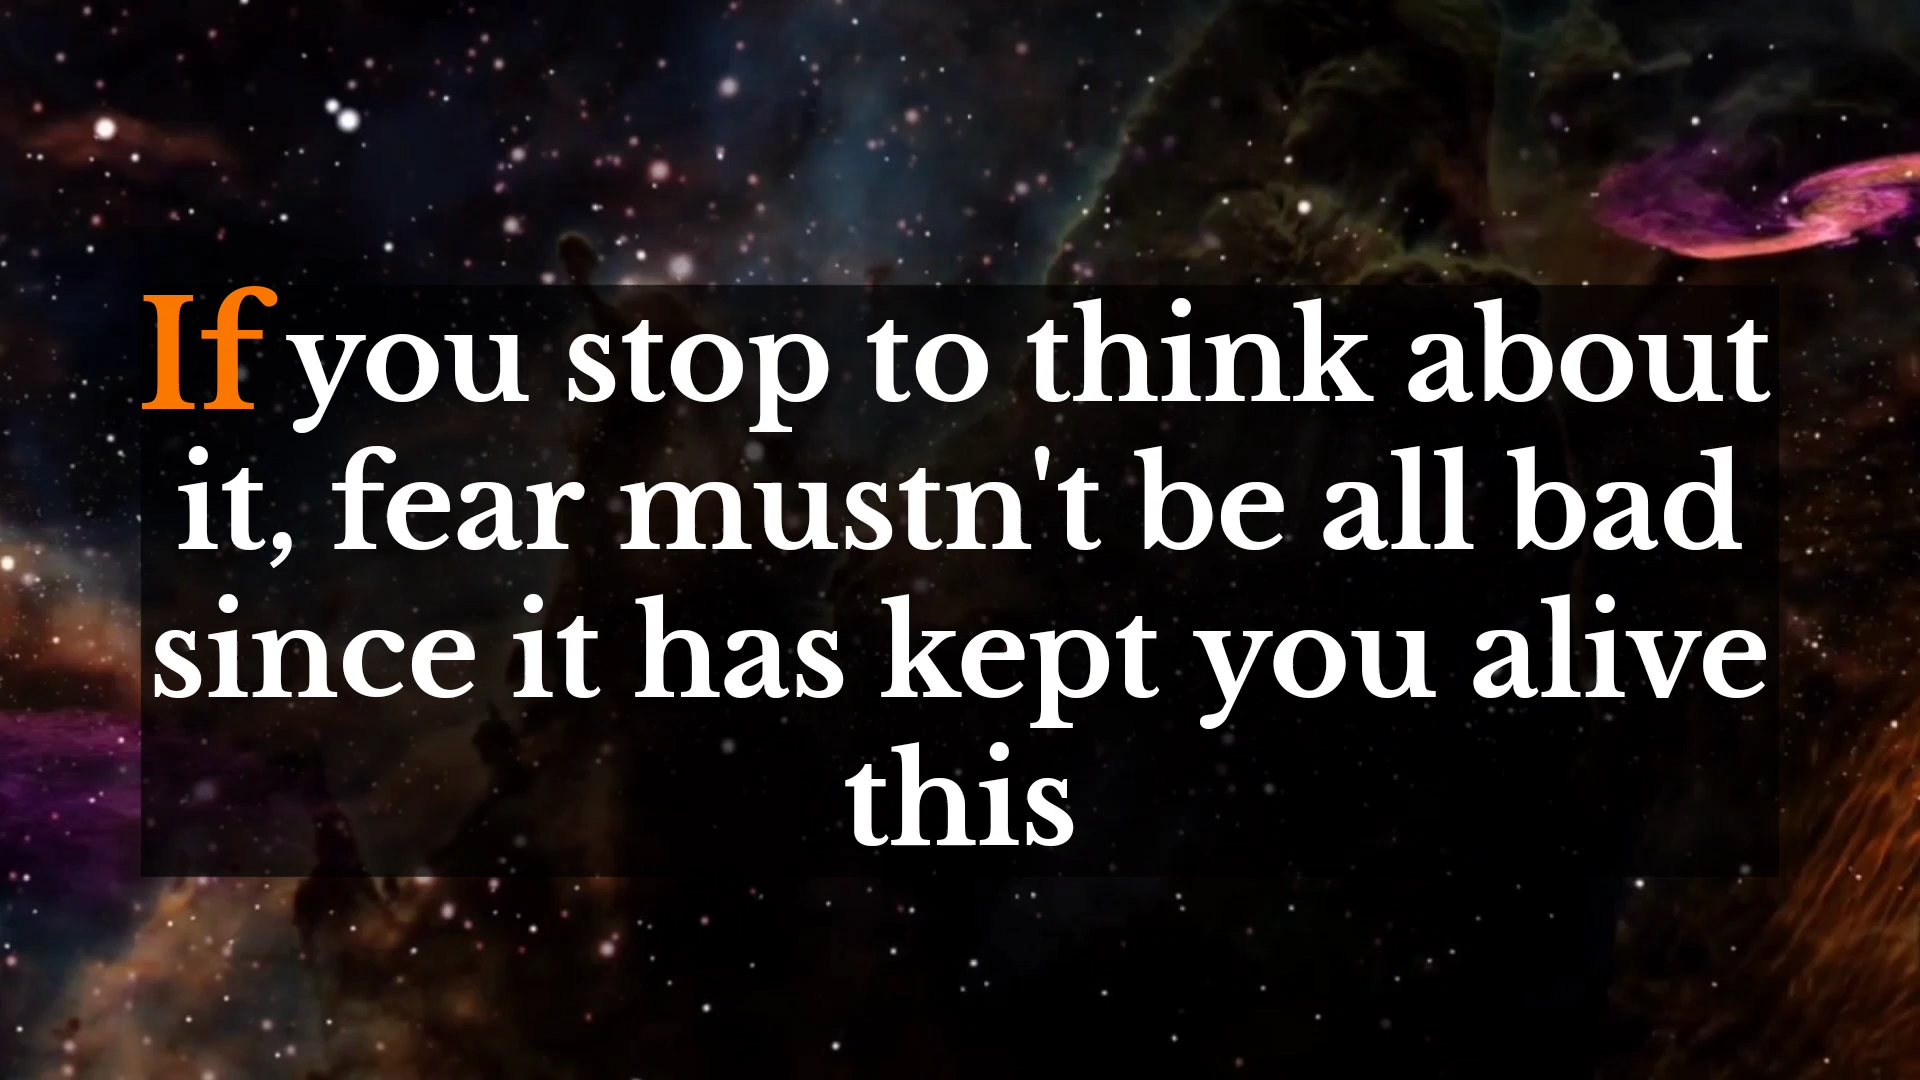 If you stop to think about
it, fear mustn't be all bad
since it has kept you alive
this